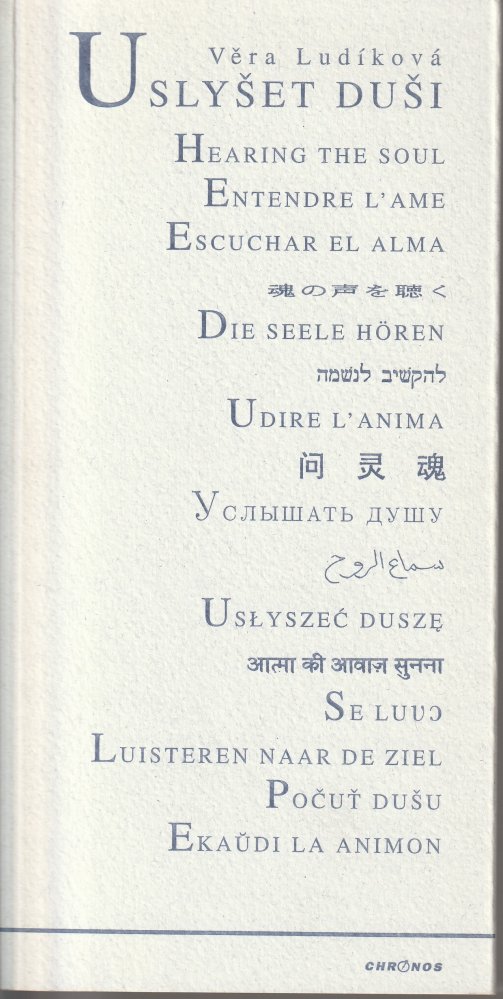 Věra Ludíková
USLYŠET DUŠI
HEARING THE SOUL
ENTENDRE L'AME
ESCUCHAR EL ALMA
魂の声を聴く
DIE SEELE HÖREN
להקשיב לנשמה
UDIRE L'ANIMA
问灵魂
УСЛЫШАТЬ ДУШУ
سماع الروح
USŁYSZEĆ DUSZĘ
आत्मा की आवाज़ सुनना
SE LUUƆ
LUISTEREN NAAR DE ZIEL
POČUŤ DUŠU
EKAŬDI LA ANIMON
CHRONOS